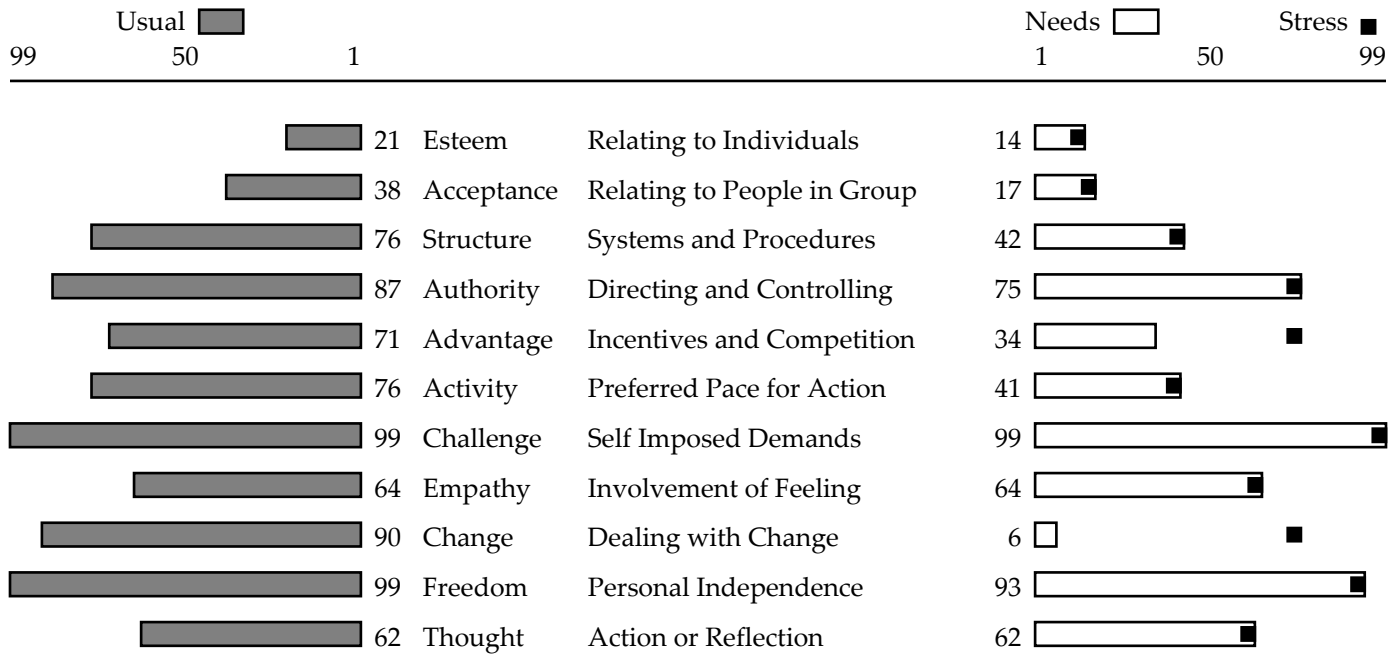 Usual Needs Stress
99 50 1 1 50 99
21 Esteem Relating to Individuals 14
38 Acceptance Relating to People in Group 17
76 Structure Systems and Procedures 42
87 Authority Directing and Controlling 75
71 Advantage Incentives and Competition 34
76 Activity Preferred Pace for Action 41
99 Challenge Self Imposed Demands 99
64 Empathy Involvement of Feeling 64
90 Change Dealing with Change 6
99 Freedom Personal Independence 93
62 Thought Action or Reflection 62